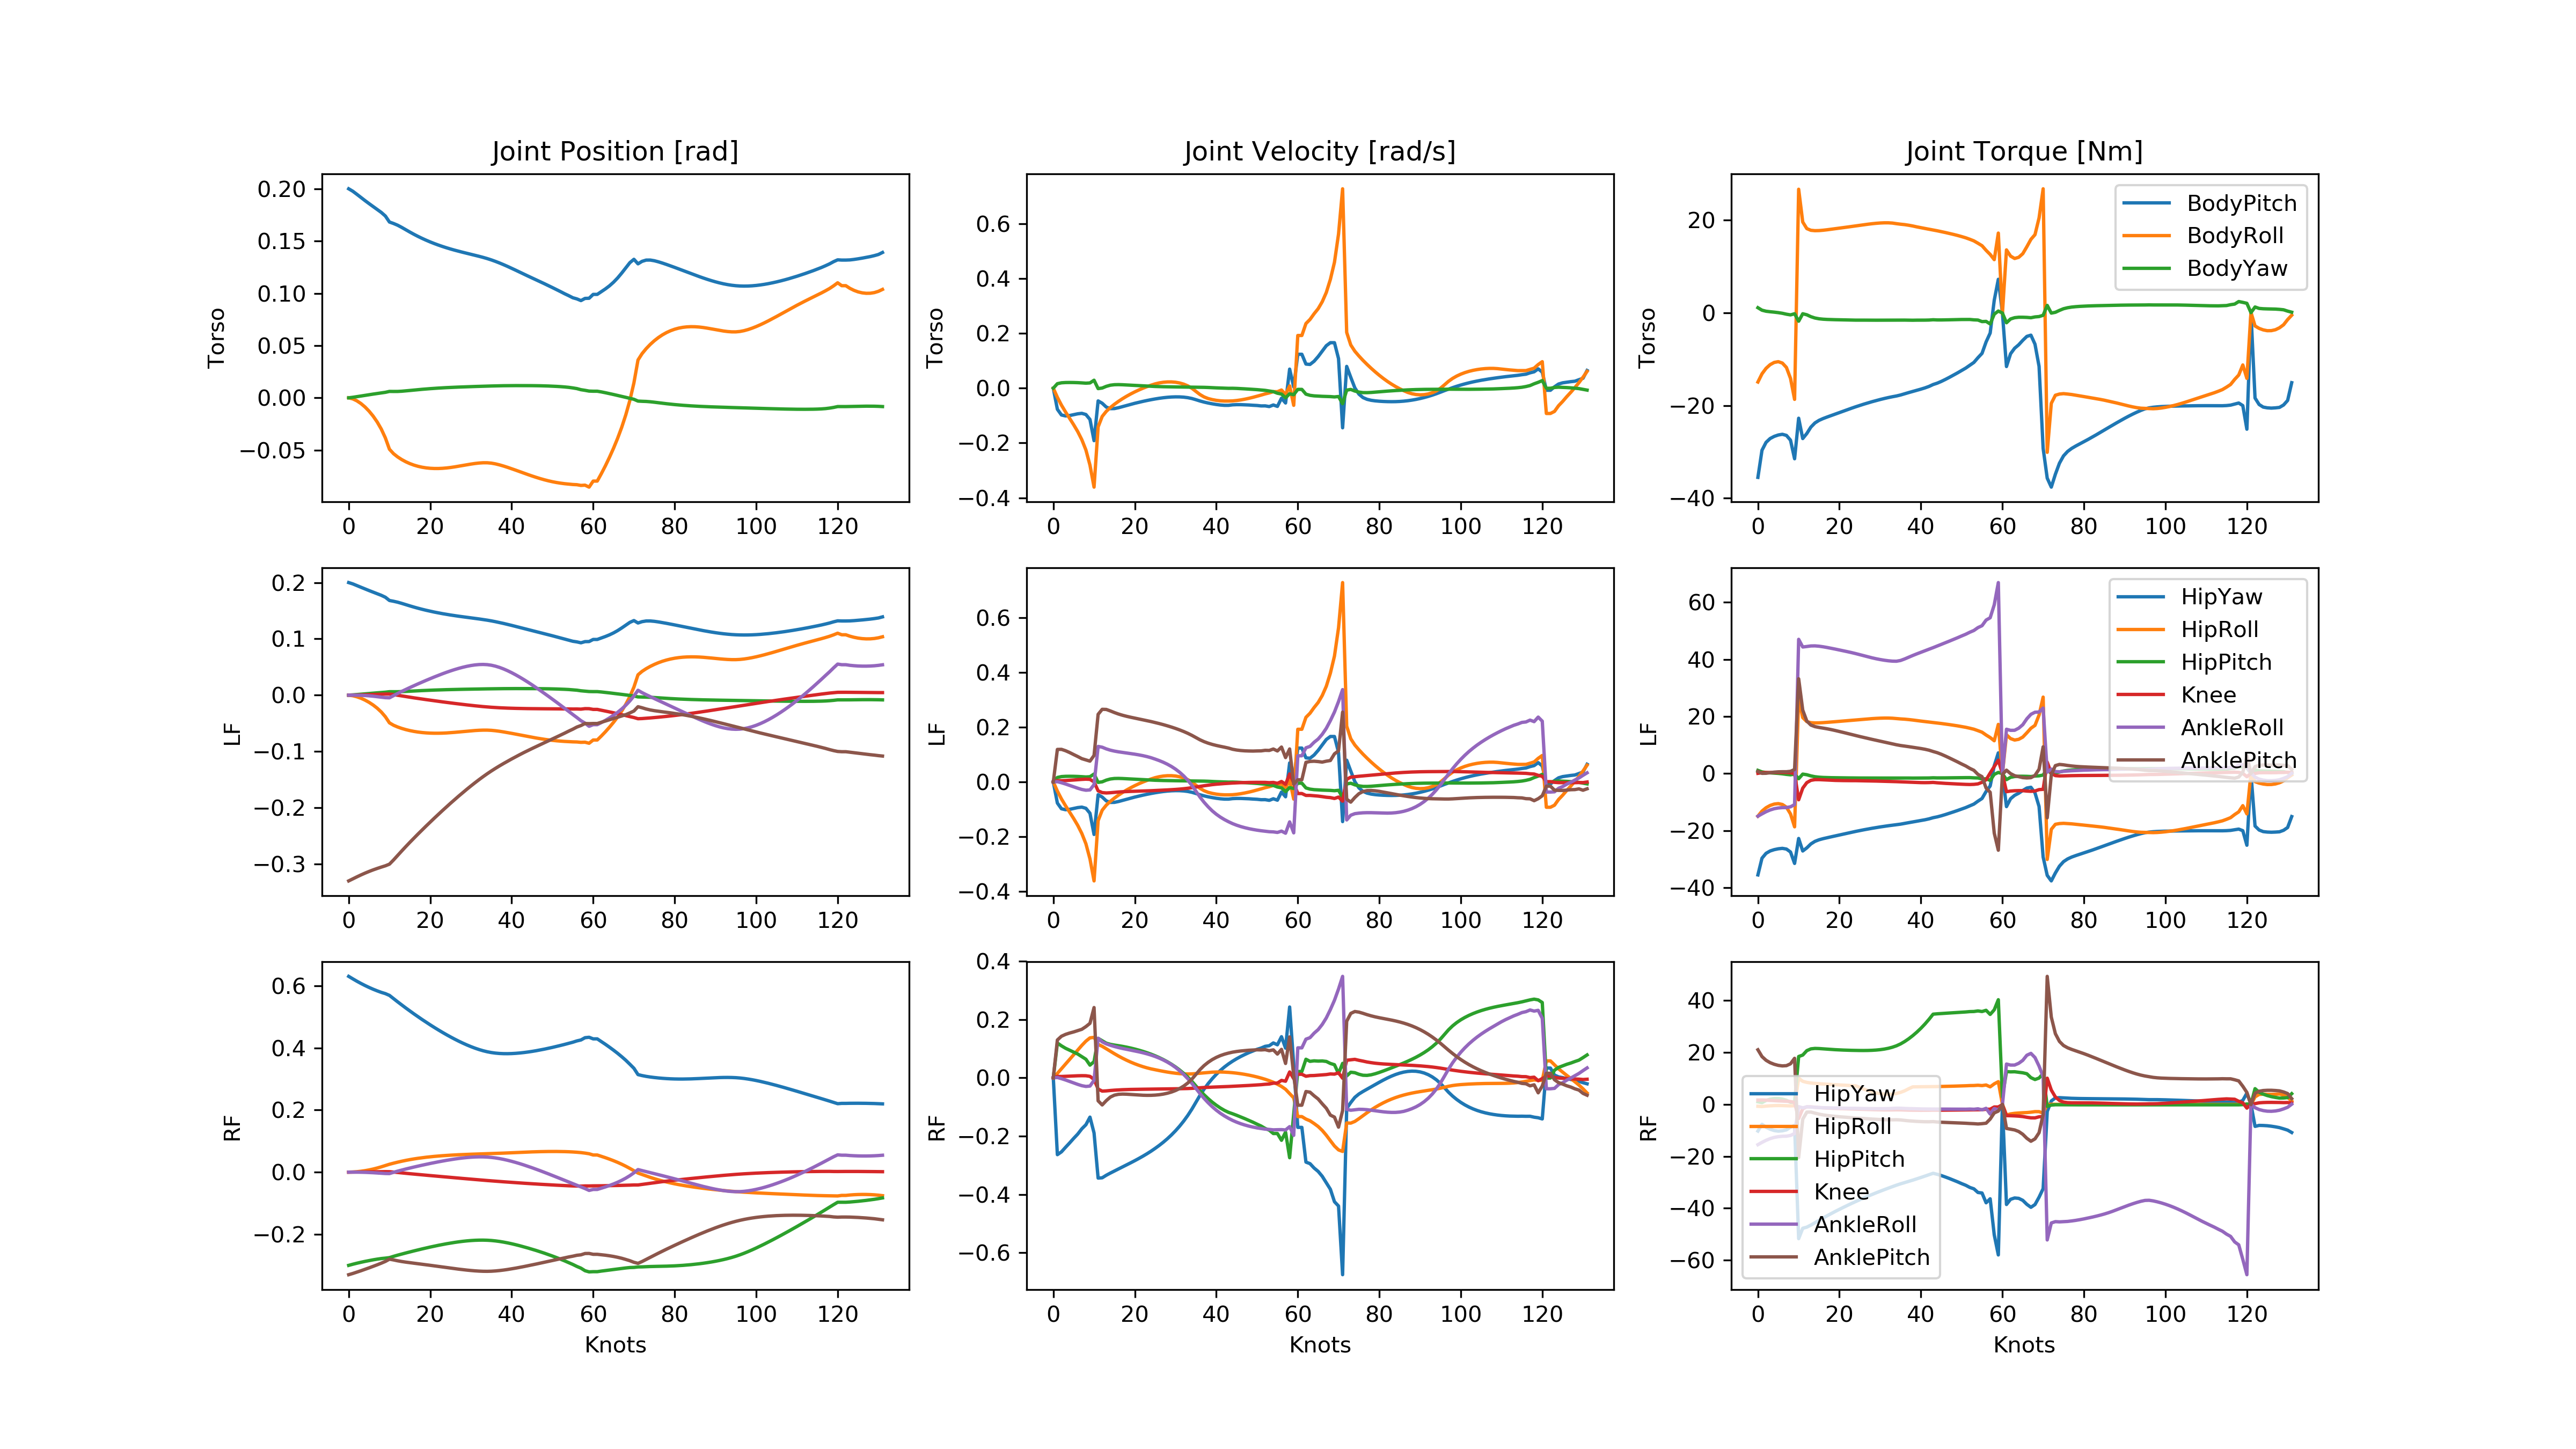 Joint Position [rad] Joint Velocity [rad/s] Joint Torque [Nm]
Torso
0.20
0.15
0.10
0.05
0.00
−0.05
0 20 40 60 80 100 120
Torso
0.6
0.4
0.2
0.0
−0.2
−0.4
0 20 40 60 80 100 120
Torso
20
0
−20
−40
0 20 40 60 80 100 120
BodyPitch
BodyRoll
BodyYaw
LF
0.2
0.1
0.0
−0.1
−0.2
−0.3
0 20 40 60 80 100 120
LF
0.6
0.4
0.2
0.0
−0.2
−0.4
0 20 40 60 80 100 120
LF
60
40
20
0
−20
−40
0 20 40 60 80 100 120
HipYaw
HipRoll
HipPitch
Knee
AnkleRoll
AnklePitch
RF
0.6
0.4
0.2
0.0
−0.2
0 20 40 60 80 100 120
Knots
RF
0.4
0.2
0.0
−0.2
−0.4
−0.6
0 20 40 60 80 100 120
Knots
RF
40
20
0
−20
−40
−60
0 20 40 60 80 100 120
Knots
HipYaw
HipRoll
HipPitch
Knee
AnkleRoll
AnklePitch